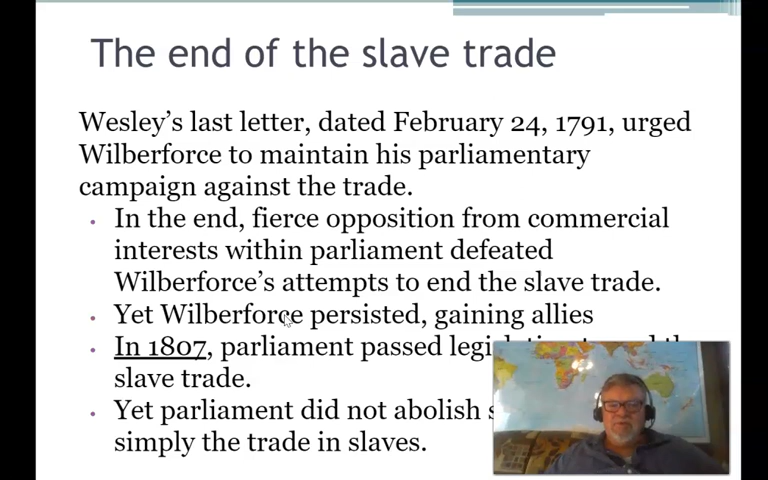 The end of the slave trade
Wesley's last letter, dated February 24, 1791, urged
Wilberforce to maintain his parliamentary
campaign against the trade.
• In the end, fierce opposition from commercial
interests within parliament defeated
Wilberforce's attempts to end the slave trade.
• Yet Wilberforce persisted, gaining allies
• In 1807, parliament passed
slave trade.
• Yet parliament did not abolish
simply the trade in slaves.